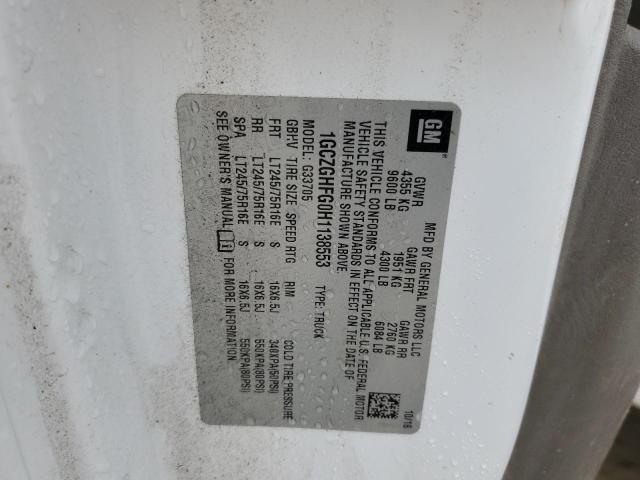 GM
MFD BY GENERAL MOTORS LLC
10/16
GVWR GAWR FRT GAWR RR
4355 KG 1951 KG 2760 KG
9600 LB 4300 LB 6084 LB
THIS VEHICLE CONFORMS TO ALL APPLICABLE U.S. FEDERAL MOTOR
VEHICLE SAFETY STANDARDS IN EFFECT ON THE DATE OF
MANUFACTURE SHOWN ABOVE.
1GCZGHFG0H1138553 TYPE: TRUCK
MODEL: G33705
TIRE SIZE SPEED RTG RIM COLD TIRE PRESSURE
FRT LT245/75R16E S 16X6.5J 340KPA(50PSI)
RR LT245/75R16E S 16X6.5J 550KPA(80PSI)
SPA LT245/75R16E S 16X6.5J 550KPA(80PSI)
SEE OWNER'S MANUAL FOR MORE INFORMATION.